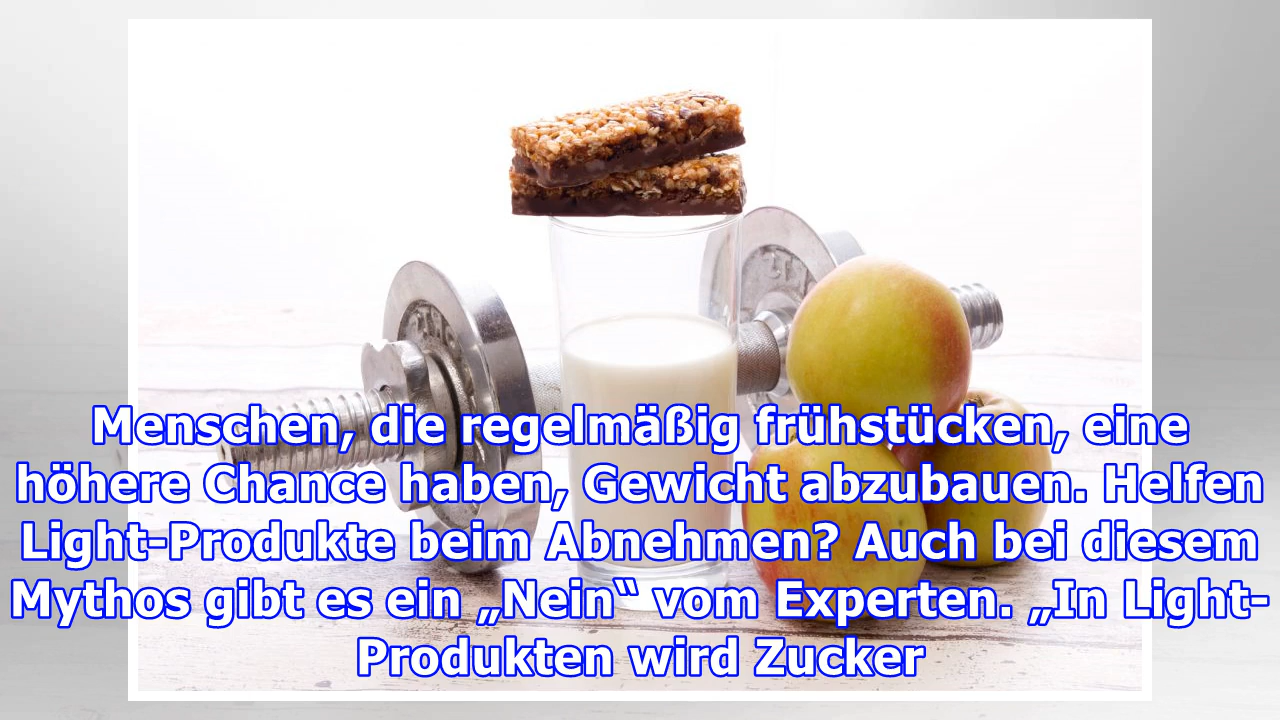 Menschen, die regelmäßig frühstücken, eine
höhere Chance haben, Gewicht abzubauen. Helfen
Light-Produkte beim Abnehmen? Auch bei diesem
Mythos gibt es ein „Nein“ vom Experten. „In Light-
Produkten wird Zucker